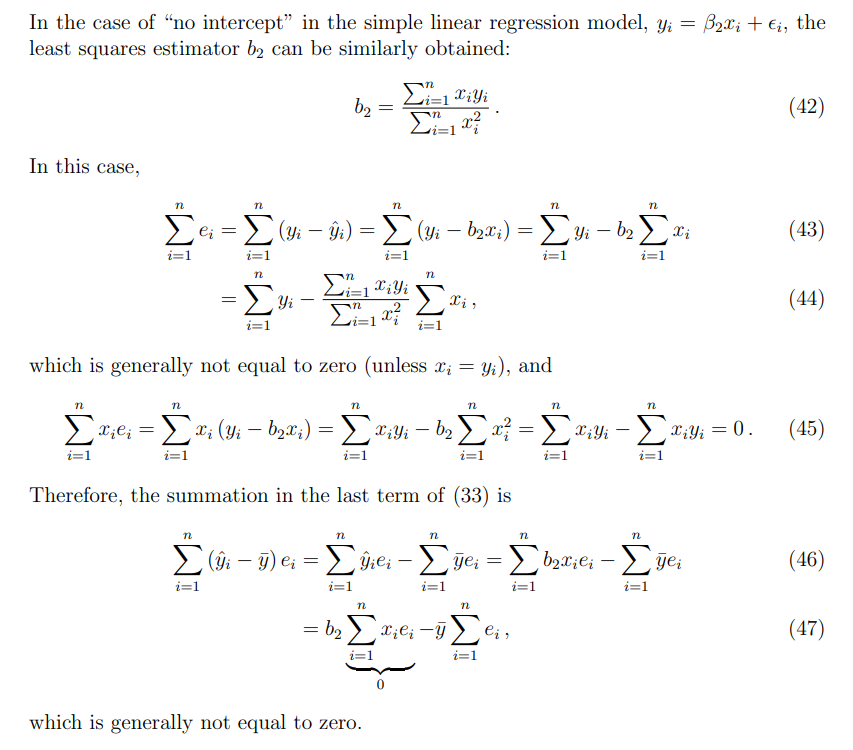 In the case of “no intercept” in the simple linear regression model, $y_i = \beta_2 x_i + \epsilon_i$, the
least squares estimator $b_2$ can be similarly obtained:
$b_2 = \frac{\sum_{i=1}^{n} x_i y_i}{\sum_{i=1}^{n} x_i^2}$ . (42)
In this case,
$\sum_{i=1}^{n} e_i = \sum_{i=1}^{n} (y_i - \hat{y}_i) = \sum_{i=1}^{n} (y_i - b_2 x_i) = \sum_{i=1}^{n} y_i - b_2 \sum_{i=1}^{n} x_i$ (43)
$= \sum_{i=1}^{n} y_i - \frac{\sum_{i=1}^{n} x_i y_i}{\sum_{i=1}^{n} x_i^2} \sum_{i=1}^{n} x_i$ , (44)
which is generally not equal to zero (unless $x_i = y_i$), and
$\sum_{i=1}^{n} x_i e_i = \sum_{i=1}^{n} x_i (y_i - b_2 x_i) = \sum_{i=1}^{n} x_i y_i - b_2 \sum_{i=1}^{n} x_i^2 = \sum_{i=1}^{n} x_i y_i - \sum_{i=1}^{n} x_i y_i = 0$ . (45)
Therefore, the summation in the last term of (33) is
$\sum_{i=1}^{n} (\hat{y}_i - \bar{y}) e_i = \sum_{i=1}^{n} \hat{y}_i e_i - \sum_{i=1}^{n} \bar{y} e_i = \sum_{i=1}^{n} b_2 x_i e_i - \sum_{i=1}^{n} \bar{y} e_i$ (46)
$= b_2 \underbrace{\sum_{i=1}^{n} x_i e_i}_{0} - \bar{y} \sum_{i=1}^{n} e_i$ , (47)
which is generally not equal to zero.